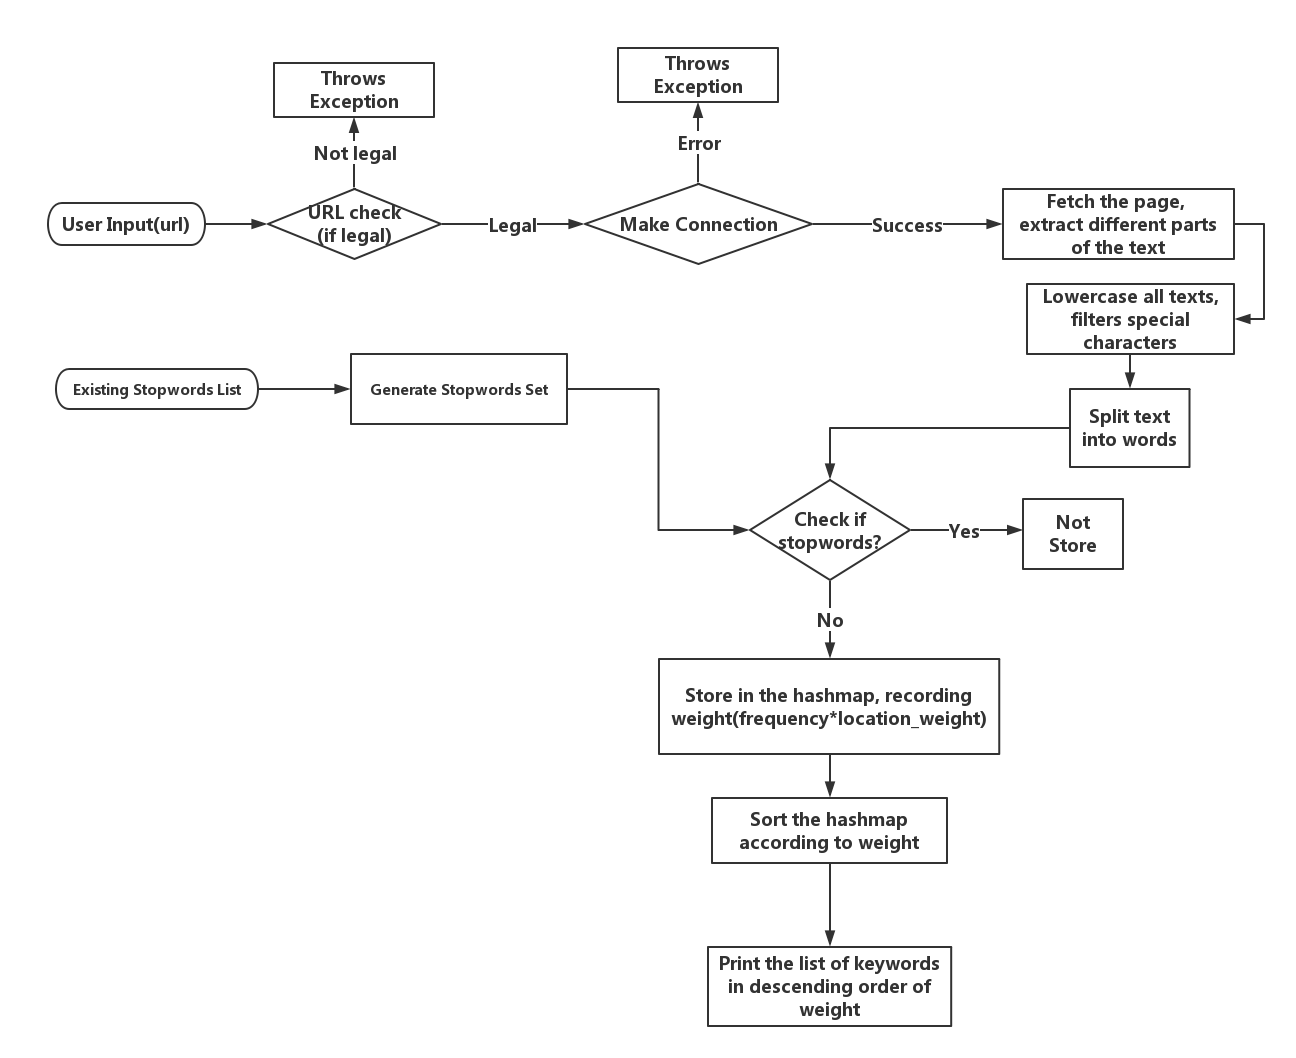 Throws
Exception
Throws
Exception
Not legal
Error
User Input(url)
URL check
(if legal)
Legal
Make Connection
Success
Fetch the page,
extract different parts
of the text
Lowercase all texts,
filters special
characters
Existing Stopwords List
Generate Stopwords Set
Split text
into words
Check if
stopwords?
Yes
Not
Store
No
Store in the hashmap, recording
weight(frequency*location_weight)
Sort the hashmap
according to weight
Print the list of keywords
in descending order of
weight